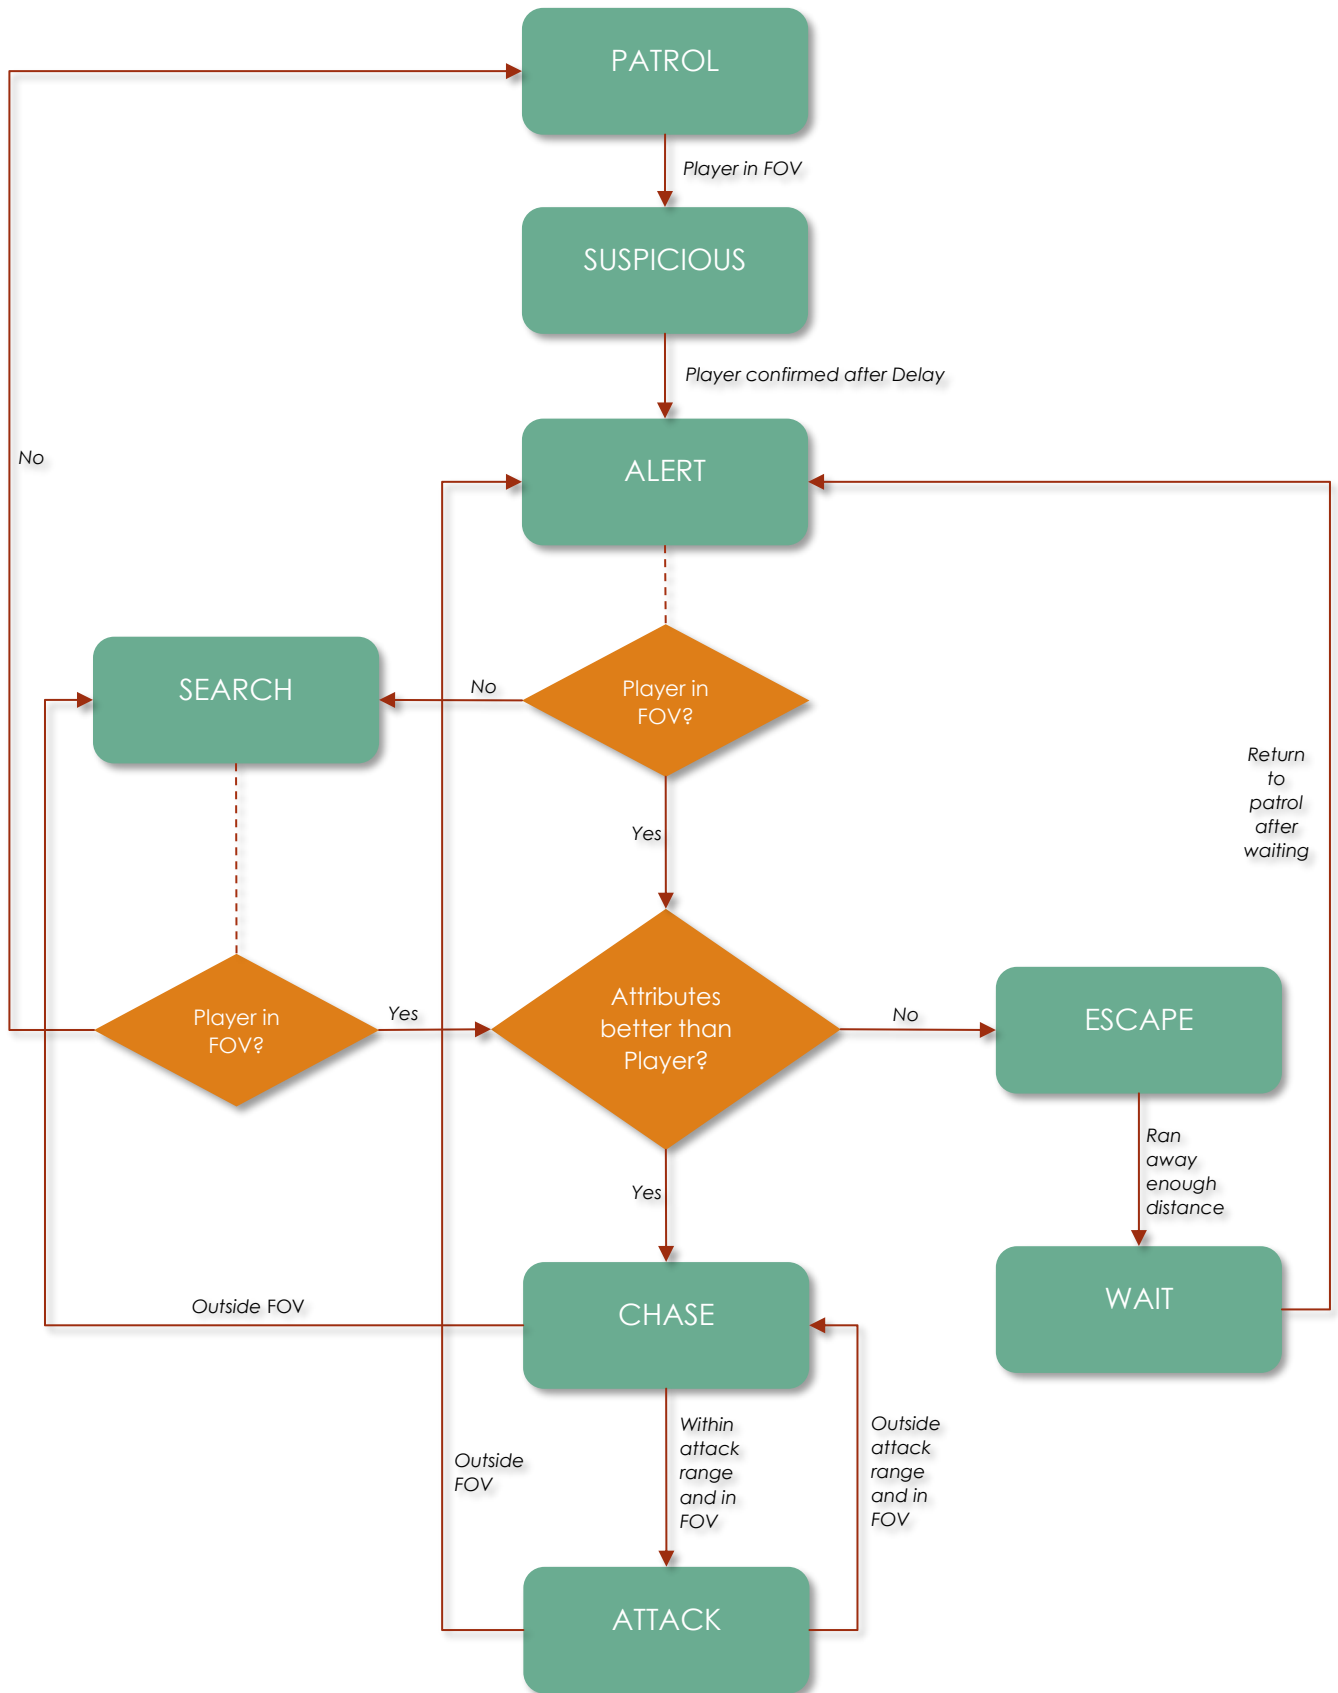 PATROL
Player in FOV
SUSPICIOUS
Player confirmed after Delay
No
ALERT
SEARCH
No
Player in
FOV?
Return
to
patrol
after
waiting
Yes
Player in
FOV?
Yes
Attributes
better than
Player?
No
ESCAPE
Ran
away
enough
distance
Yes
Outside FOV
CHASE
WAIT
Outside
FOV
Within
attack
range
and in
FOV
Outside
attack
range
and in
FOV
ATTACK